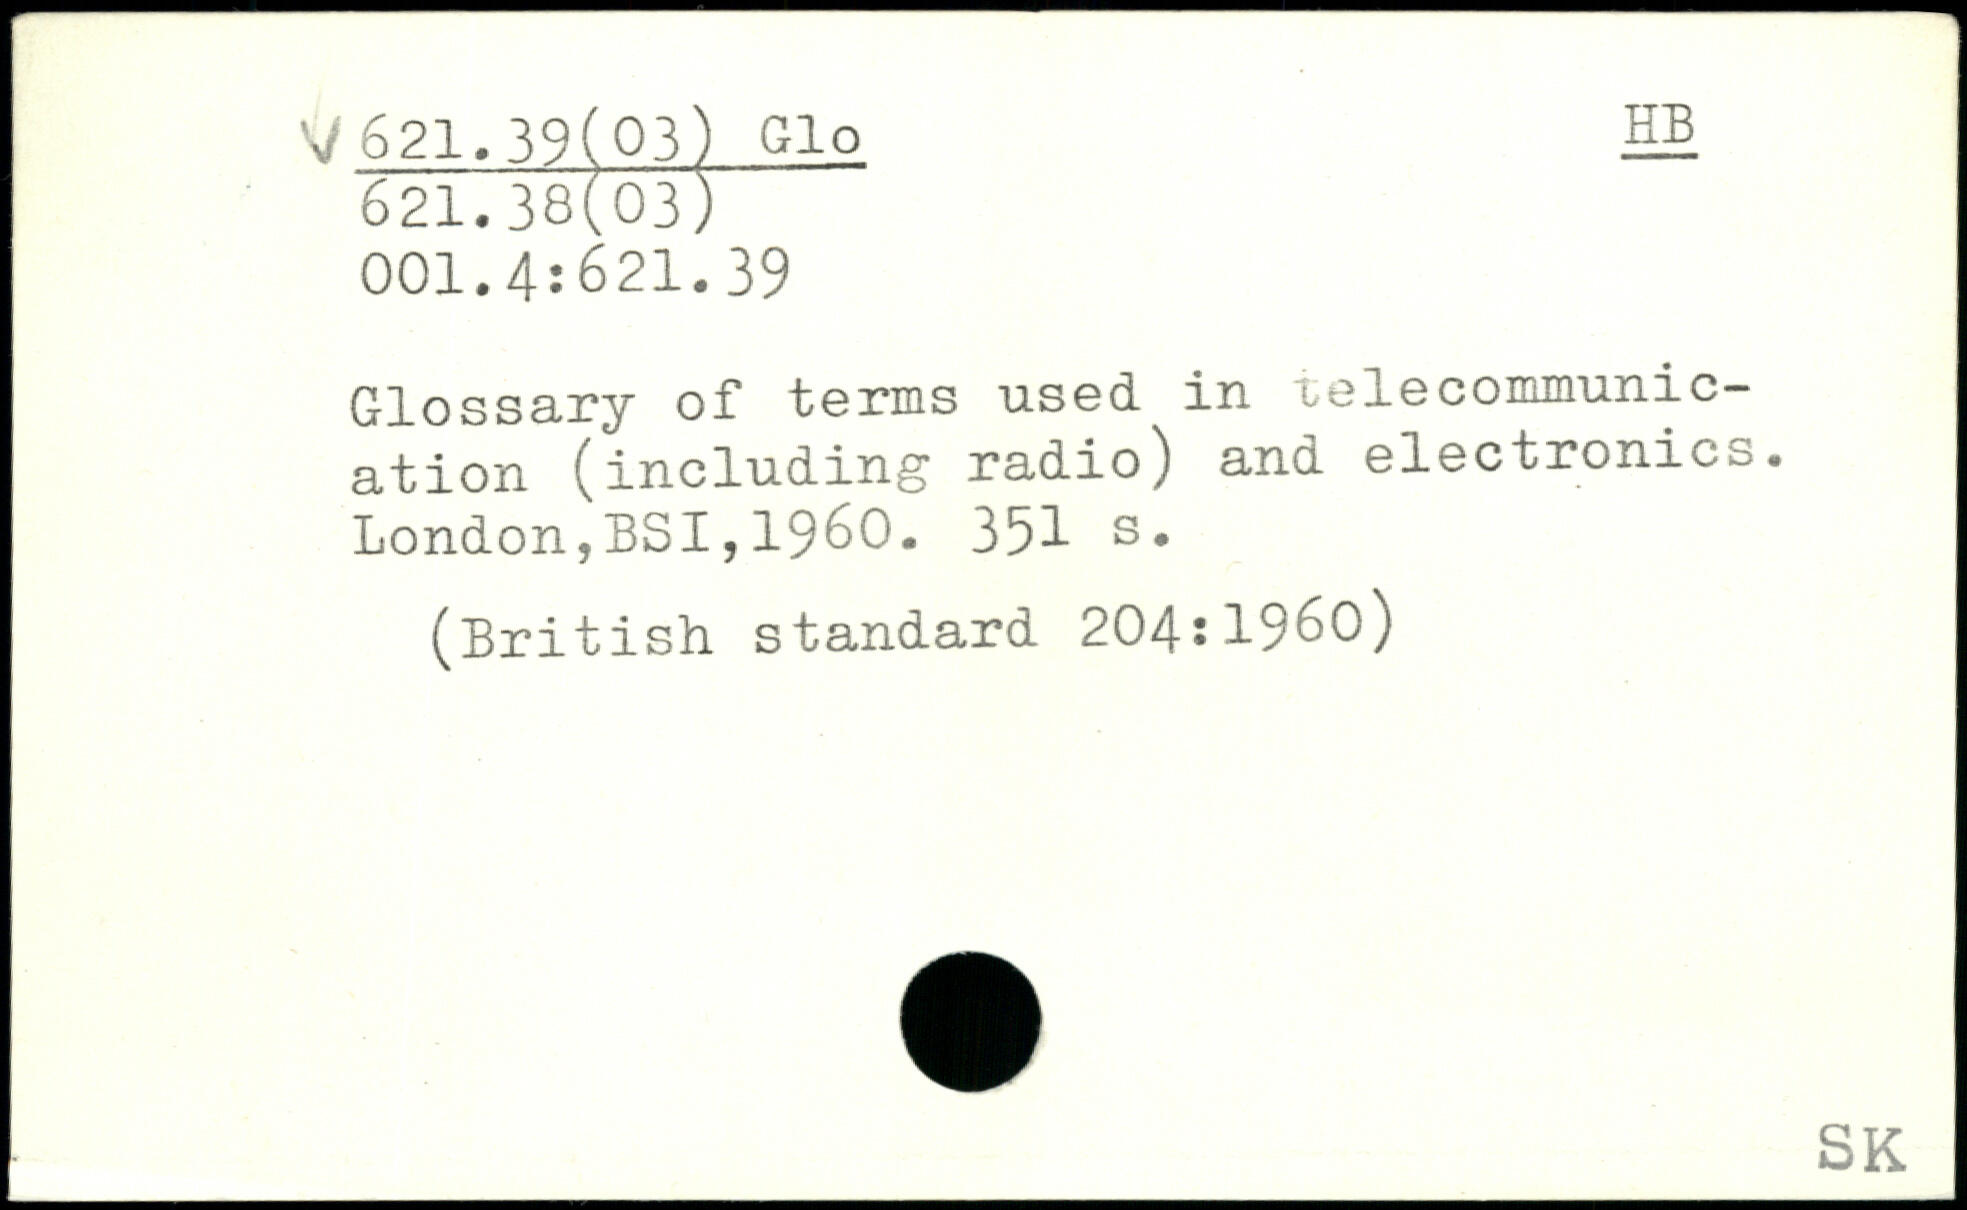 621.39(03) Glo
HB
621.38(03)
001.4:621.39
Glossary of terms used in telecommunic-
ation (including radio) and electronics.
London,BSI,1960. 351 s.
(British standard 204:1960)
SK